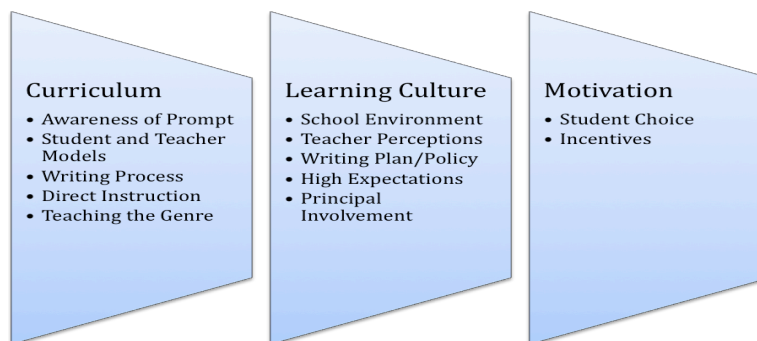 Curriculum
• Awareness of Prompt
• Student and Teacher
Models
• Writing Process
• Direct Instruction
• Teaching the Genre
Learning Culture
• School Environment
• Teacher Perceptions
• Writing Plan/Policy
• High Expectations
• Principal
Involvement
Motivation
• Student Choice
• Incentives